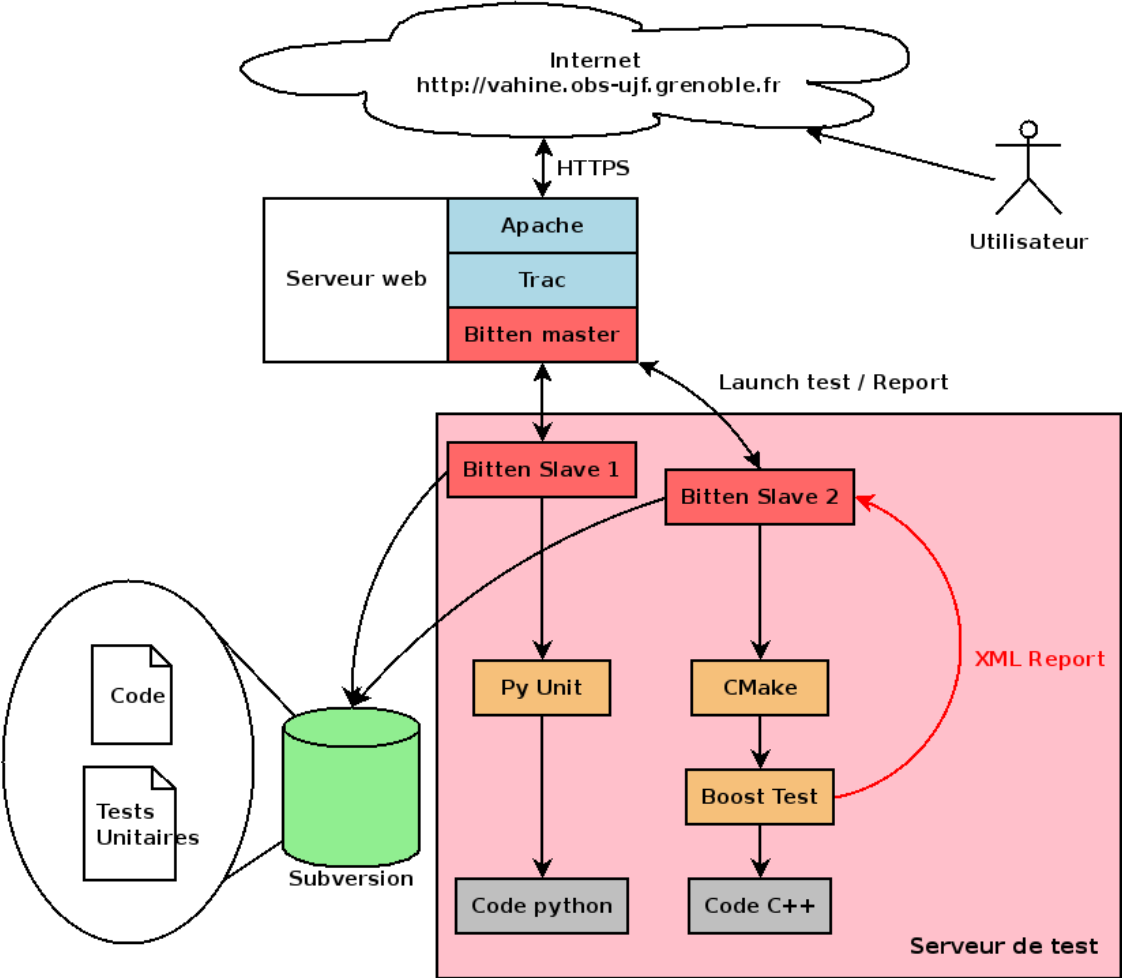 Internet
http://vahine.obs-ujf.grenoble.fr
HTTPS
Utilisateur
Serveur web
Apache
Trac
Bitten master
Launch test / Report
Bitten Slave 1
Bitten Slave 2
XML Report
Py Unit
CMake
Boost Test
Code python
Code C++
Serveur de test
Code
Tests
Unitaires
Subversion